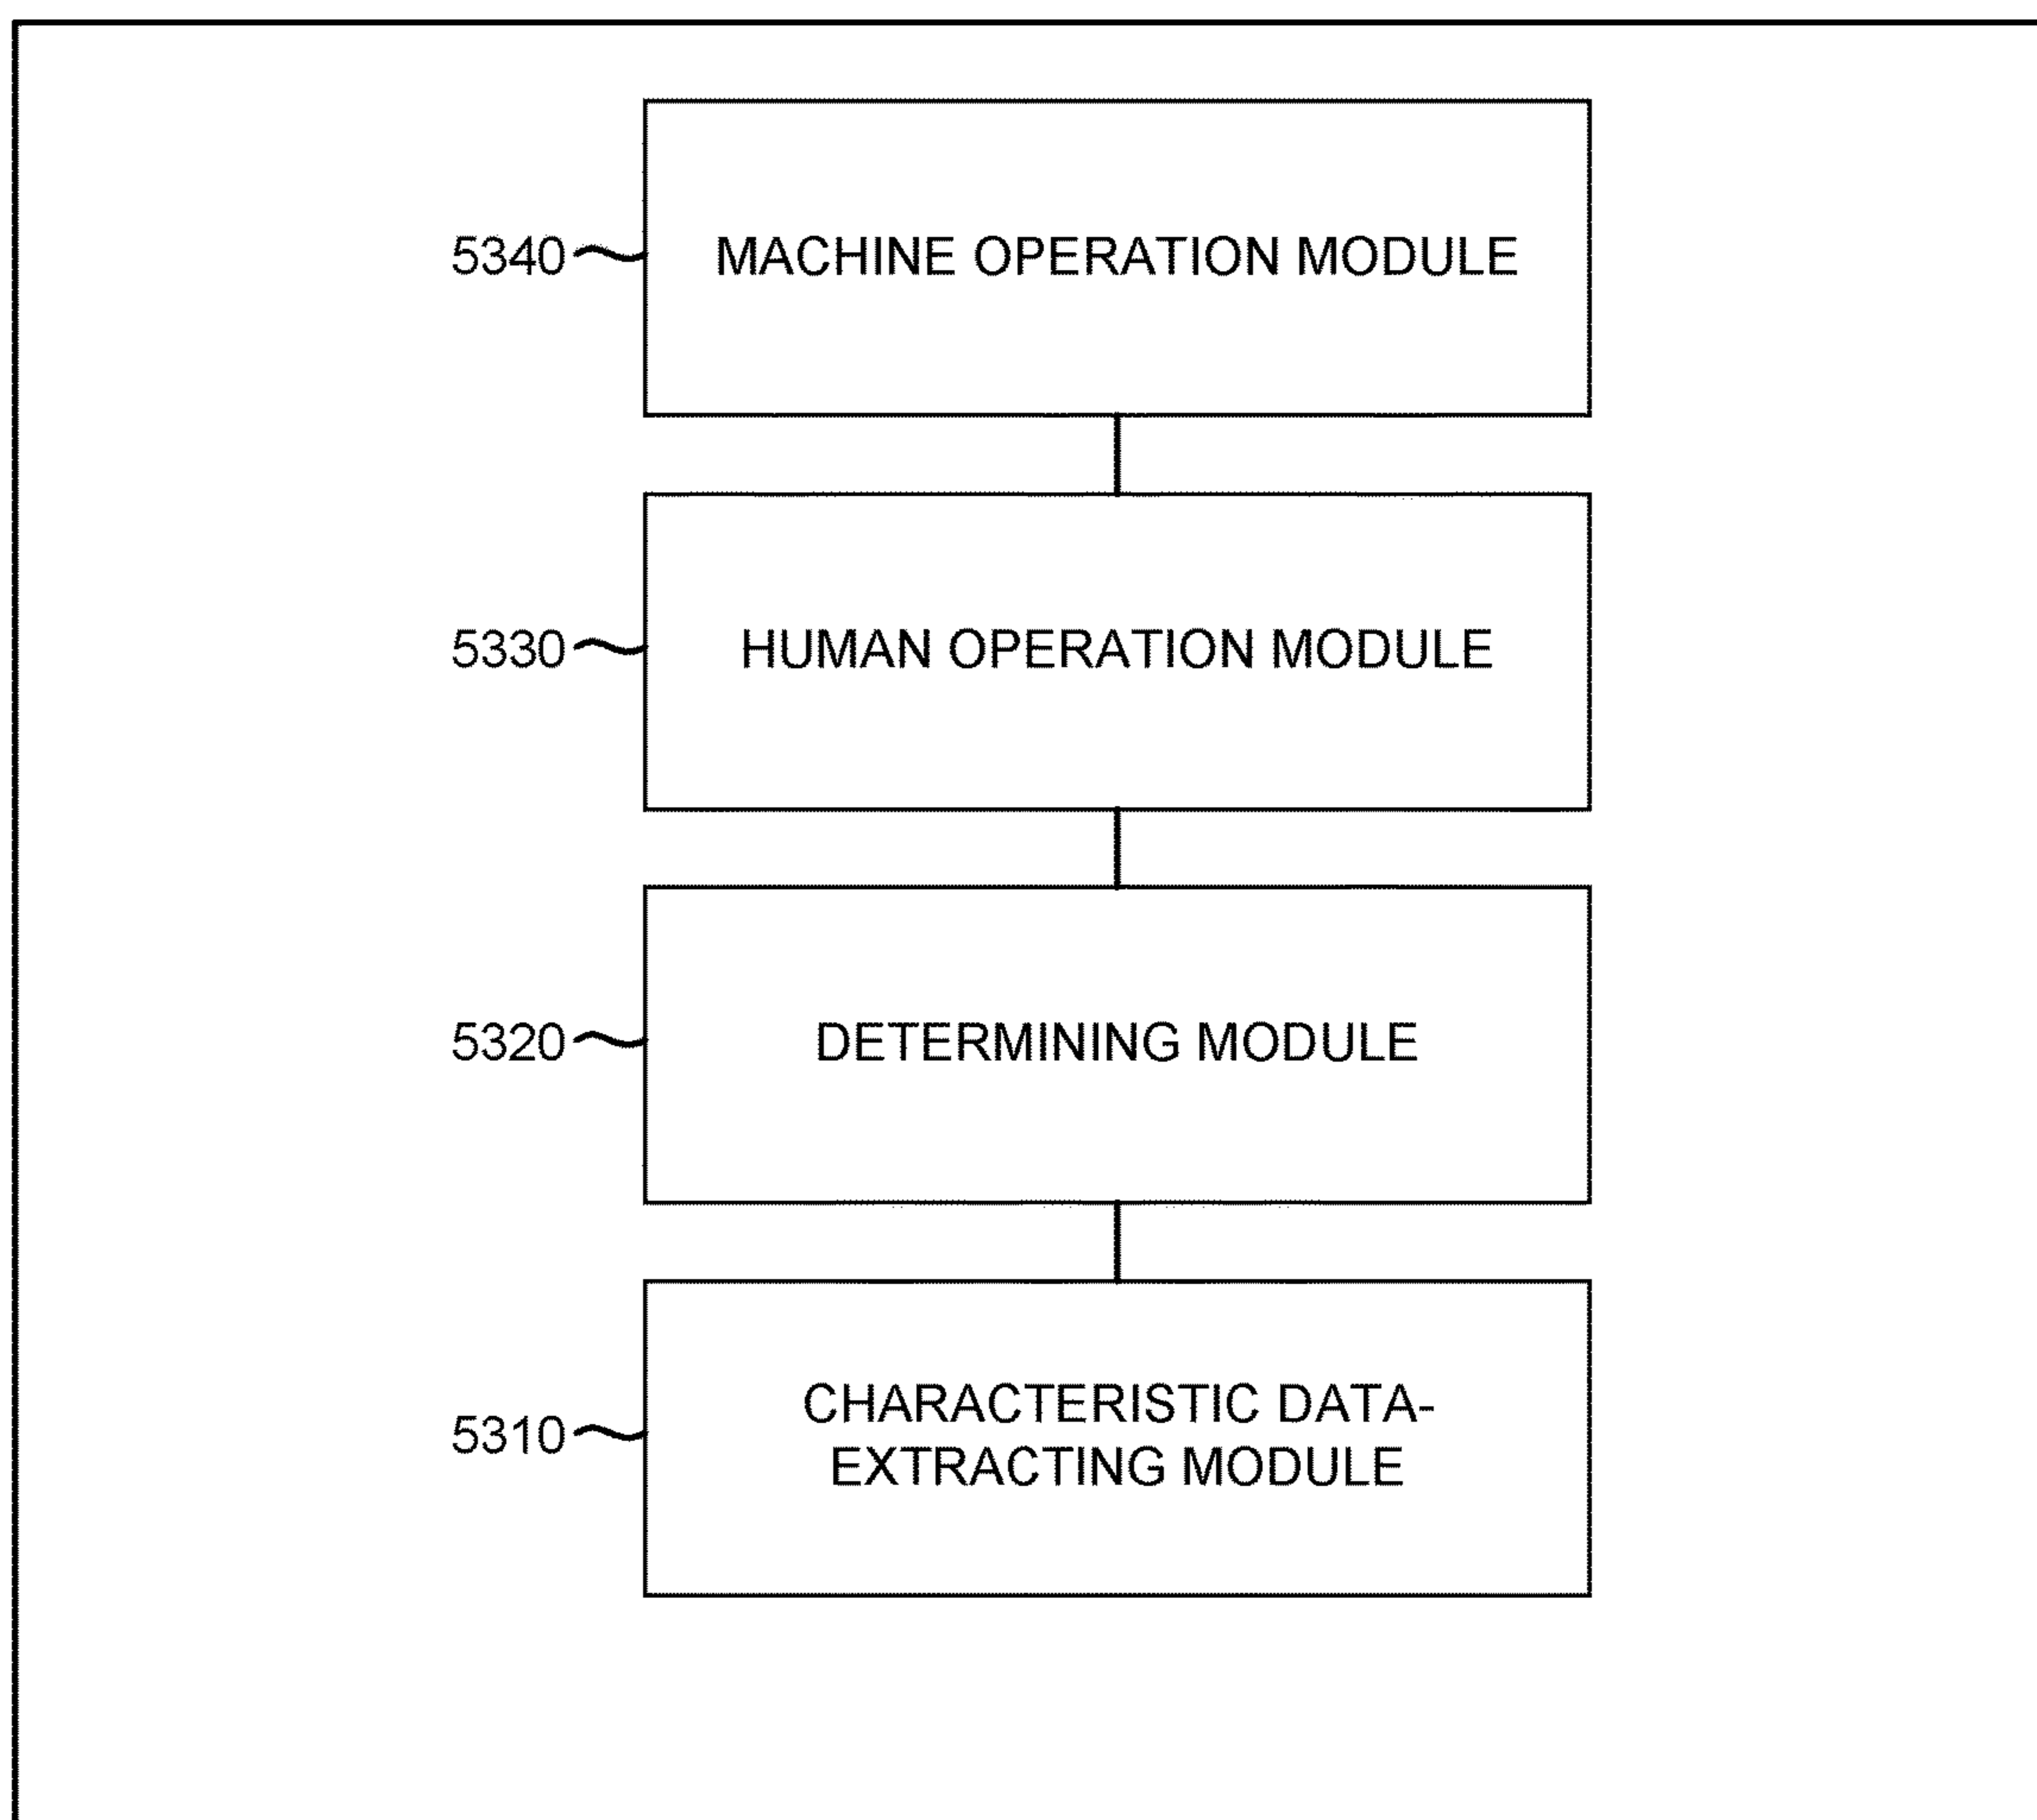 5340 MACHINE OPERATION MODULE
5330 HUMAN OPERATION MODULE
5320 DETERMINING MODULE
5310 CHARACTERISTIC DATA-
EXTRACTING MODULE